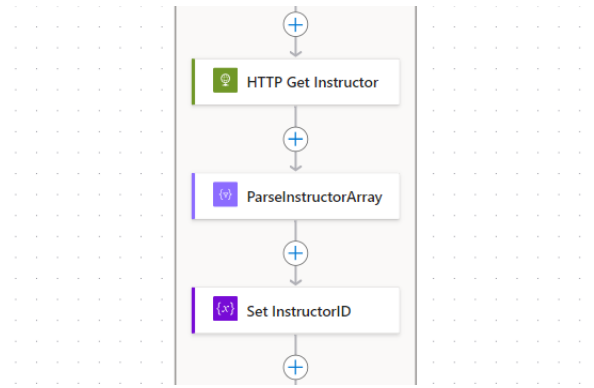 HTTP Get Instructor
{v} ParseInstructorArray
{x} Set InstructorID